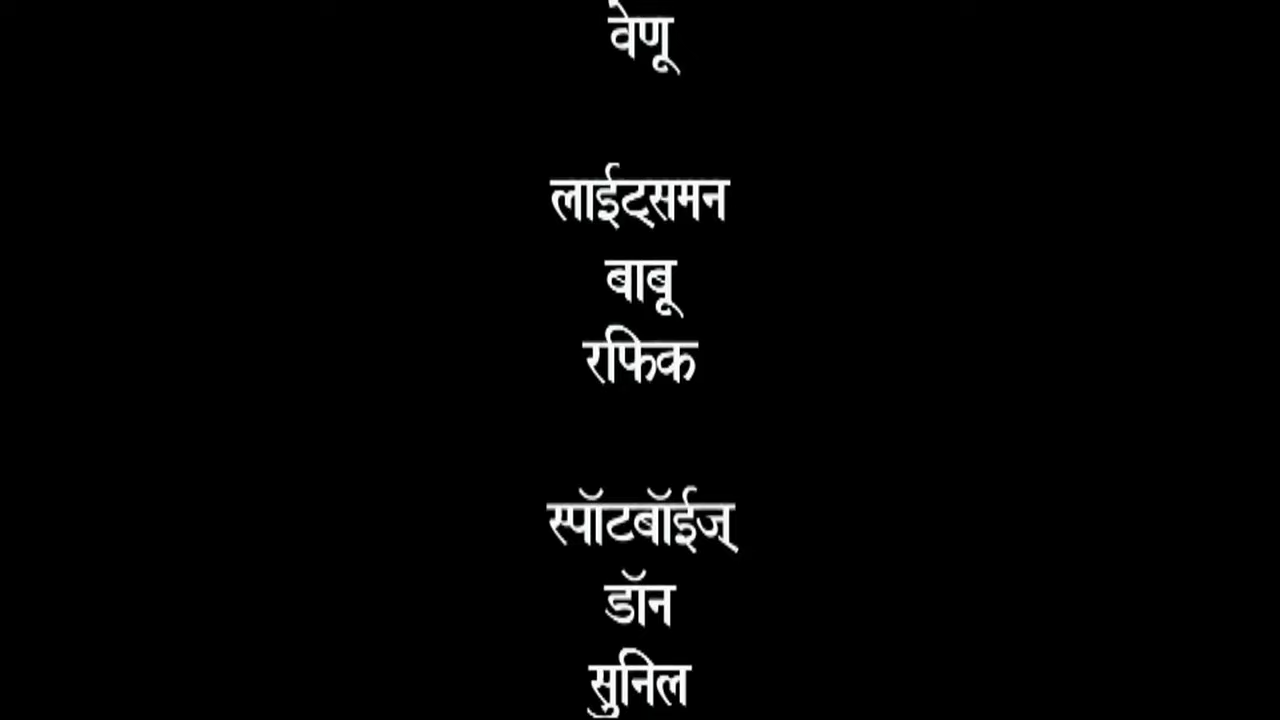 वेणू
लाईट्समन
बाबू
रफिक
स्पॉटबॉईज्
डॉन
सुनिल